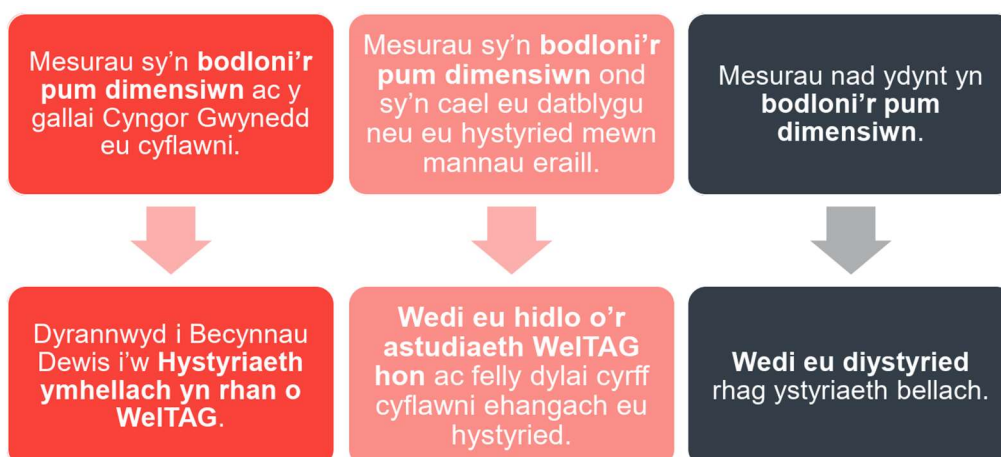 Mesurau sy’n bodloni’r
pum dimensiwn ac y
gallai Cyngor Gwynedd
eu cyflawni.
Mesurau sy’n bodloni’r
pum dimensiwn ond
sy’n cael eu datblygu
neu eu hystyried mewn
mannau eraill.
Mesurau nad ydynt yn
bodloni’r pum
dimensiwn.
Dyrannwyd i Becynnau
Dewis i’w Hystyriaeth
ymhellach yn rhan o
WelTAG.
Wedi eu hidlo o’r
astudiaeth WelTAG
hon ac felly dylai cyrff
cyflawni ehangach eu
hystyried.
Wedi eu diystyried
rhag ystyriaeth bellach.